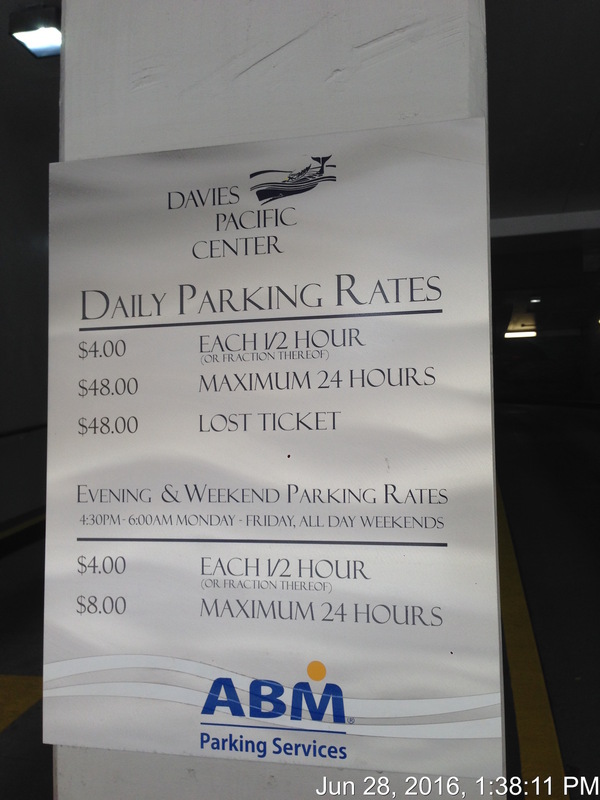 DAVIES
PACIFIC
CENTER
DAILY PARKING RATES
$4.00 EACH 1/2 HOUR
(OR FRACTION THEREOF)
$48.00 MAXIMUM 24 HOURS
$48.00 LOST TICKET
EVENING & WEEKEND PARKING RATES
4:30PM - 6:00AM MONDAY - FRIDAY, ALL DAY WEEKENDS
$4.00 EACH 1/2 HOUR
(OR FRACTION THEREOF)
$8.00 MAXIMUM 24 HOURS
ABM®
Parking Services
Jun 28, 2016, 1:38:11 PM